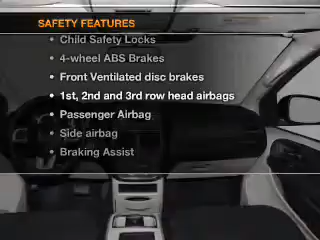 SAFETY FEATURES
• Child Safety Locks
• 4-wheel ABS Brakes
• Front Ventilated disc brakes
• 1st, 2nd and 3rd row head airbags
• Passenger Airbag
• Side airbag
• Braking Assist